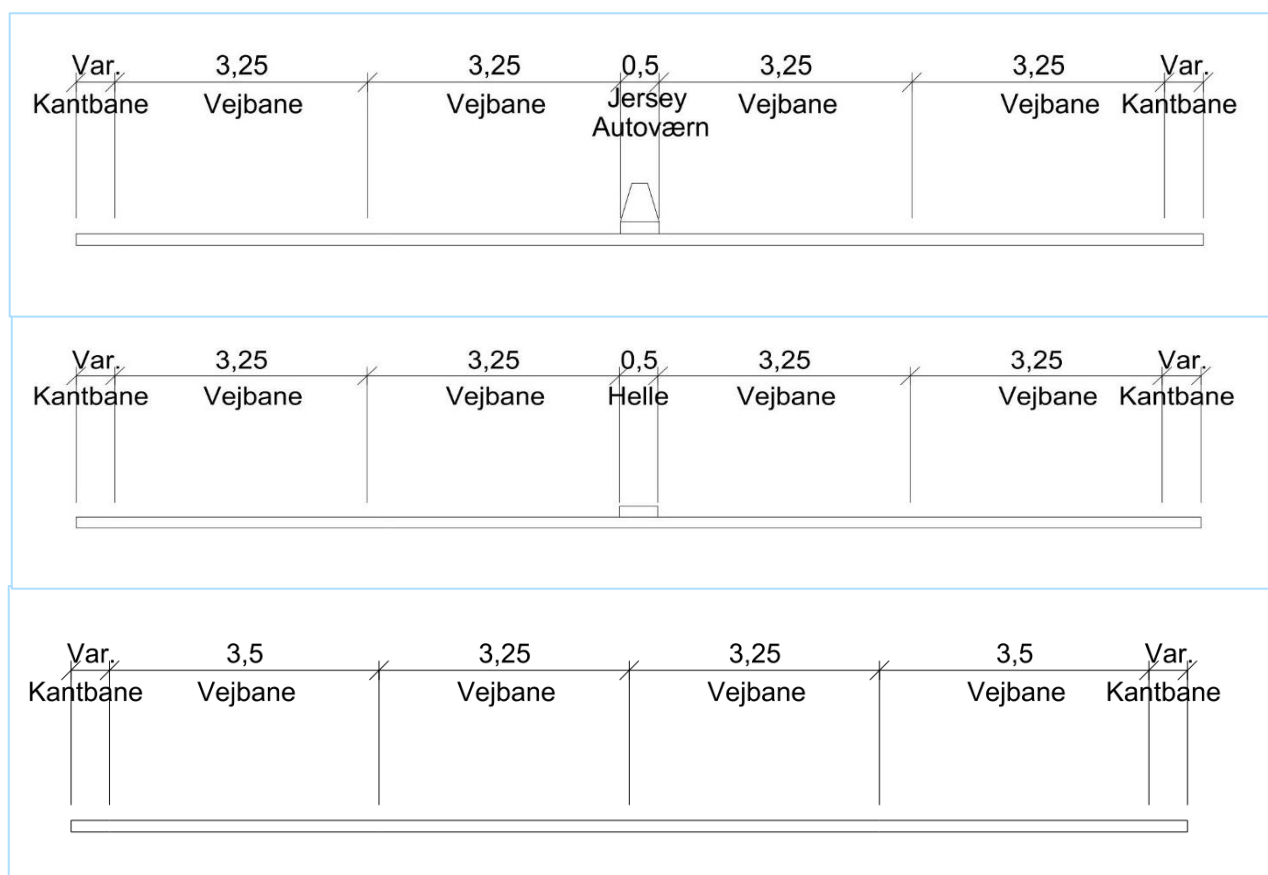 Var. 3,25 3,25 0,5 3,25 3,25 Var.
Kantbane Vejbane Vejbane Jersey Autoværn Vejbane Vejbane Kantbane
Var. 3,25 3,25 0,5 3,25 3,25 Var.
Kantbane Vejbane Vejbane Helle Vejbane Vejbane Kantbane
Var. 3,5 3,25 3,25 3,5 Var.
Kantbane Vejbane Vejbane Vejbane Vejbane Kantbane